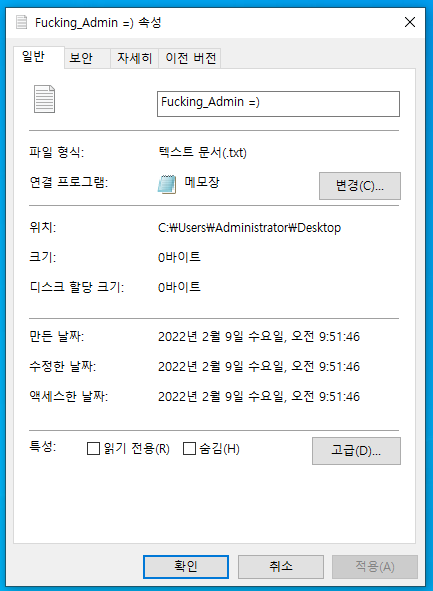 Fucking_Admin =) 속성
일반 보안 자세히 이전 버전
Fucking_Admin =)
파일 형식: 텍스트 문서(.txt)
연결 프로그램: 메모장 변경(C)...
위치: C:₩Users₩Administrator₩Desktop
크기: 0바이트
디스크 할당 크기: 0바이트
만든 날짜: 2022년 2월 9일 수요일, 오전 9:51:46
수정한 날짜: 2022년 2월 9일 수요일, 오전 9:51:46
액세스한 날짜: 2022년 2월 9일 수요일, 오전 9:51:46
특성: 읽기 전용(R) 숨김(H) 고급(D)...
확인 취소 적용(A)